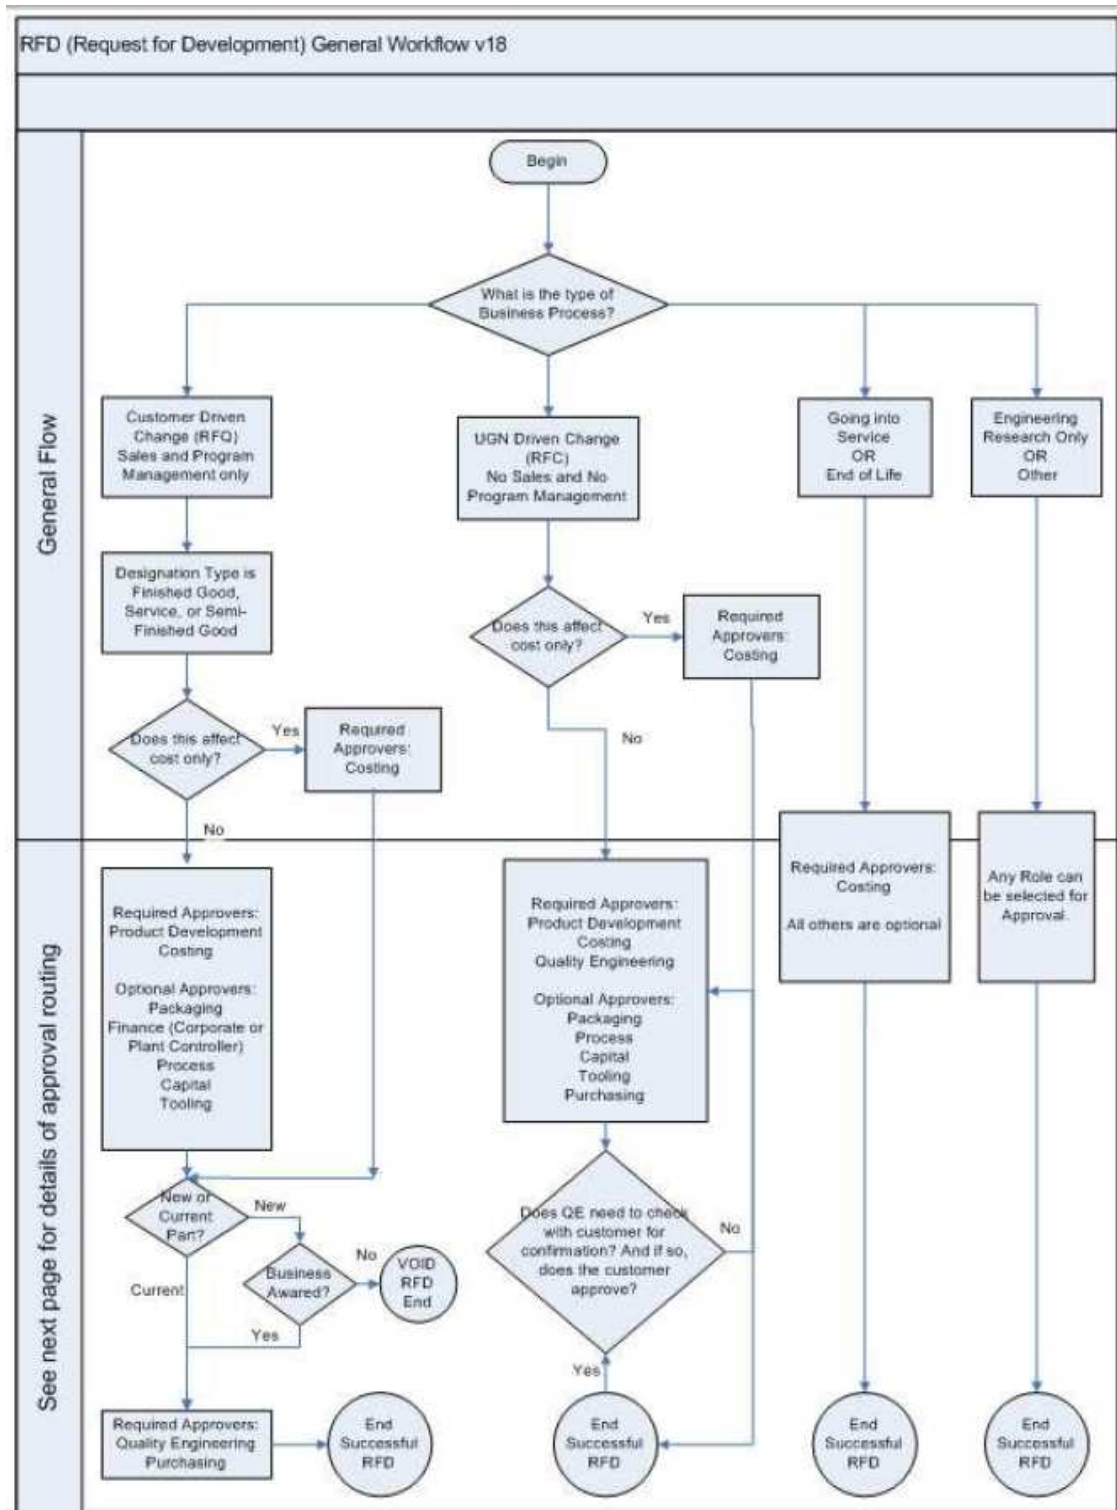 RFD (Request for Development) General Workflow v18
General Flow
Begin
What is the type of
Business Process?
Customer Driven
Change (RFQ)
Sales and Program
Management only
UGN Driven Change
(RFC)
No Sales and No
Program Management
Going into
Service
OR
End of Life
Engineering
Research Only
OR
Other
Designation Type is
Finished Good,
Service, or Semi-
Finished Good
Does this affect
cost only?
Yes
Required
Approvers:
Costing
No
Does this affect
cost only?
Yes
Required
Approvers:
Costing
No
See next page for details of approval routing
Required Approvers:
Product Development
Costing
Optional Approvers:
Packaging
Finance (Corporate or
Plant Controller)
Process
Capital
Tooling
Required Approvers:
Product Development
Costing
Quality Engineering
Optional Approvers:
Packaging
Process
Capital
Tooling
Purchasing
Required Approvers:
Costing
All others are optional
Any Role can
be selected for
Approval.
New or
Current
Part?
New
Current
Business
Awared?
No
VOID
RFD
End
Yes
Does QE need to check
with customer for
confirmation? And if so,
does the customer
approve?
No
Yes
Required Approvers:
Quality Engineering
Purchasing
End
Successful
RFD
End
Successful
RFD
End
Successful
RFD
End
Successful
RFD